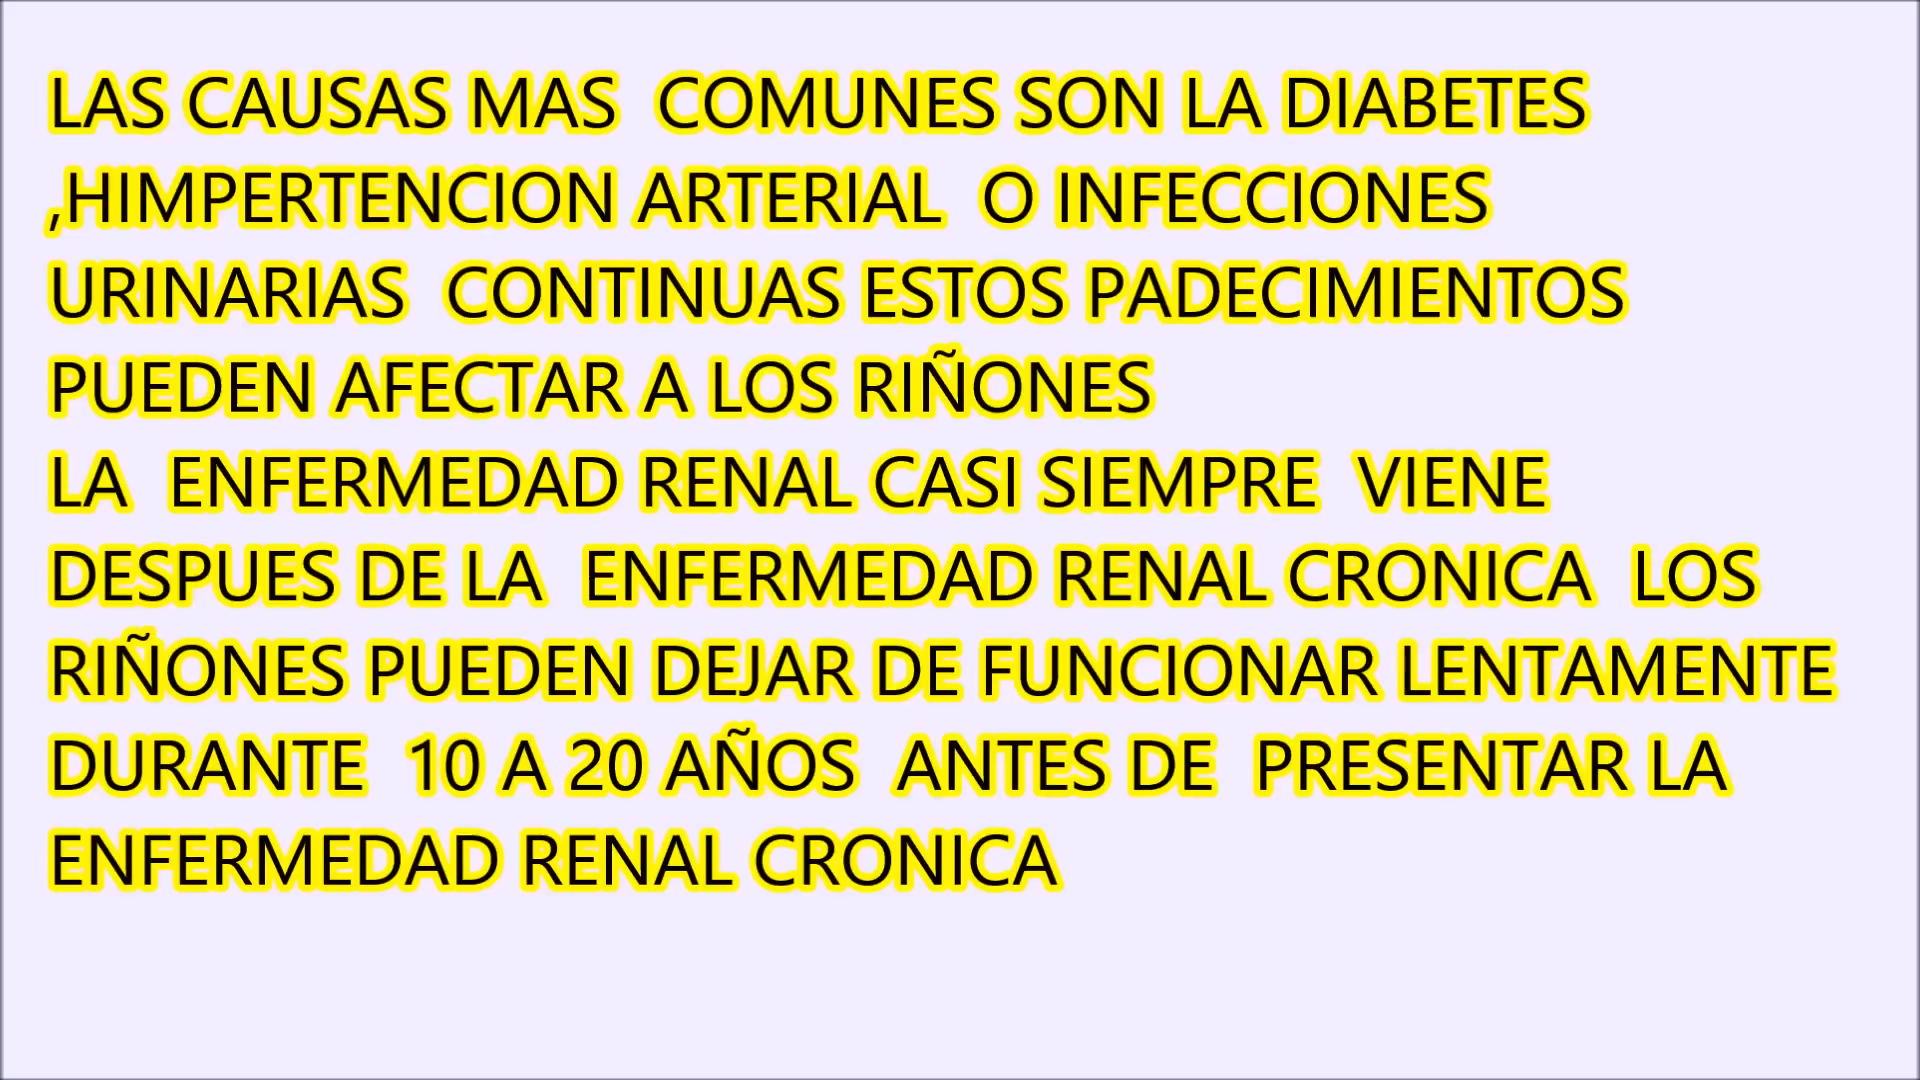 LAS CAUSAS MAS  COMUNES SON LA DIABETES
,HIMPERTENCION ARTERIAL  O INFECCIONES
URINARIAS  CONTINUAS ESTOS PADECIMIENTOS
PUEDEN AFECTAR A LOS RIÑONES
LA  ENFERMEDAD RENAL CASI SIEMPRE  VIENE
DESPUES DE LA  ENFERMEDAD RENAL CRONICA  LOS
RIÑONES PUEDEN DEJAR DE FUNCIONAR LENTAMENTE
DURANTE  10 A 20 AÑOS  ANTES DE  PRESENTAR LA
ENFERMEDAD RENAL CRONICA